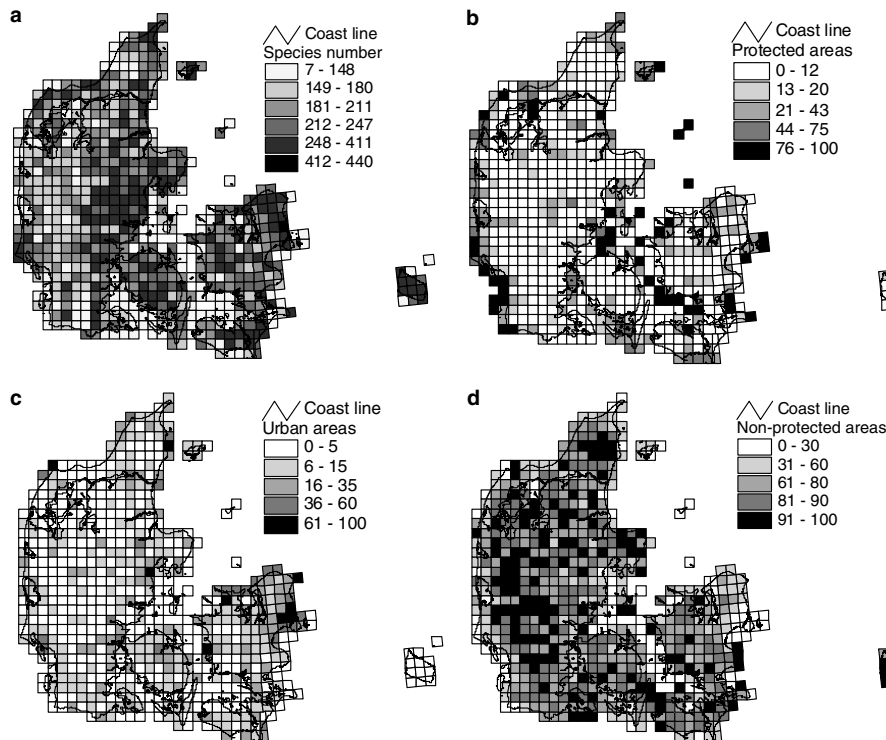 a
Coast line
Species number
7 - 148
149 - 180
181 - 211
212 - 247
248 - 411
412 - 440
b
Coast line
Protected areas
0 - 12
13 - 20
21 - 43
44 - 75
76 - 100
c
Coast line
Urban areas
0 - 5
6 - 15
16 - 35
36 - 60
61 - 100
d
Coast line
Non-protected areas
0 - 30
31 - 60
61 - 80
81 - 90
91 - 100